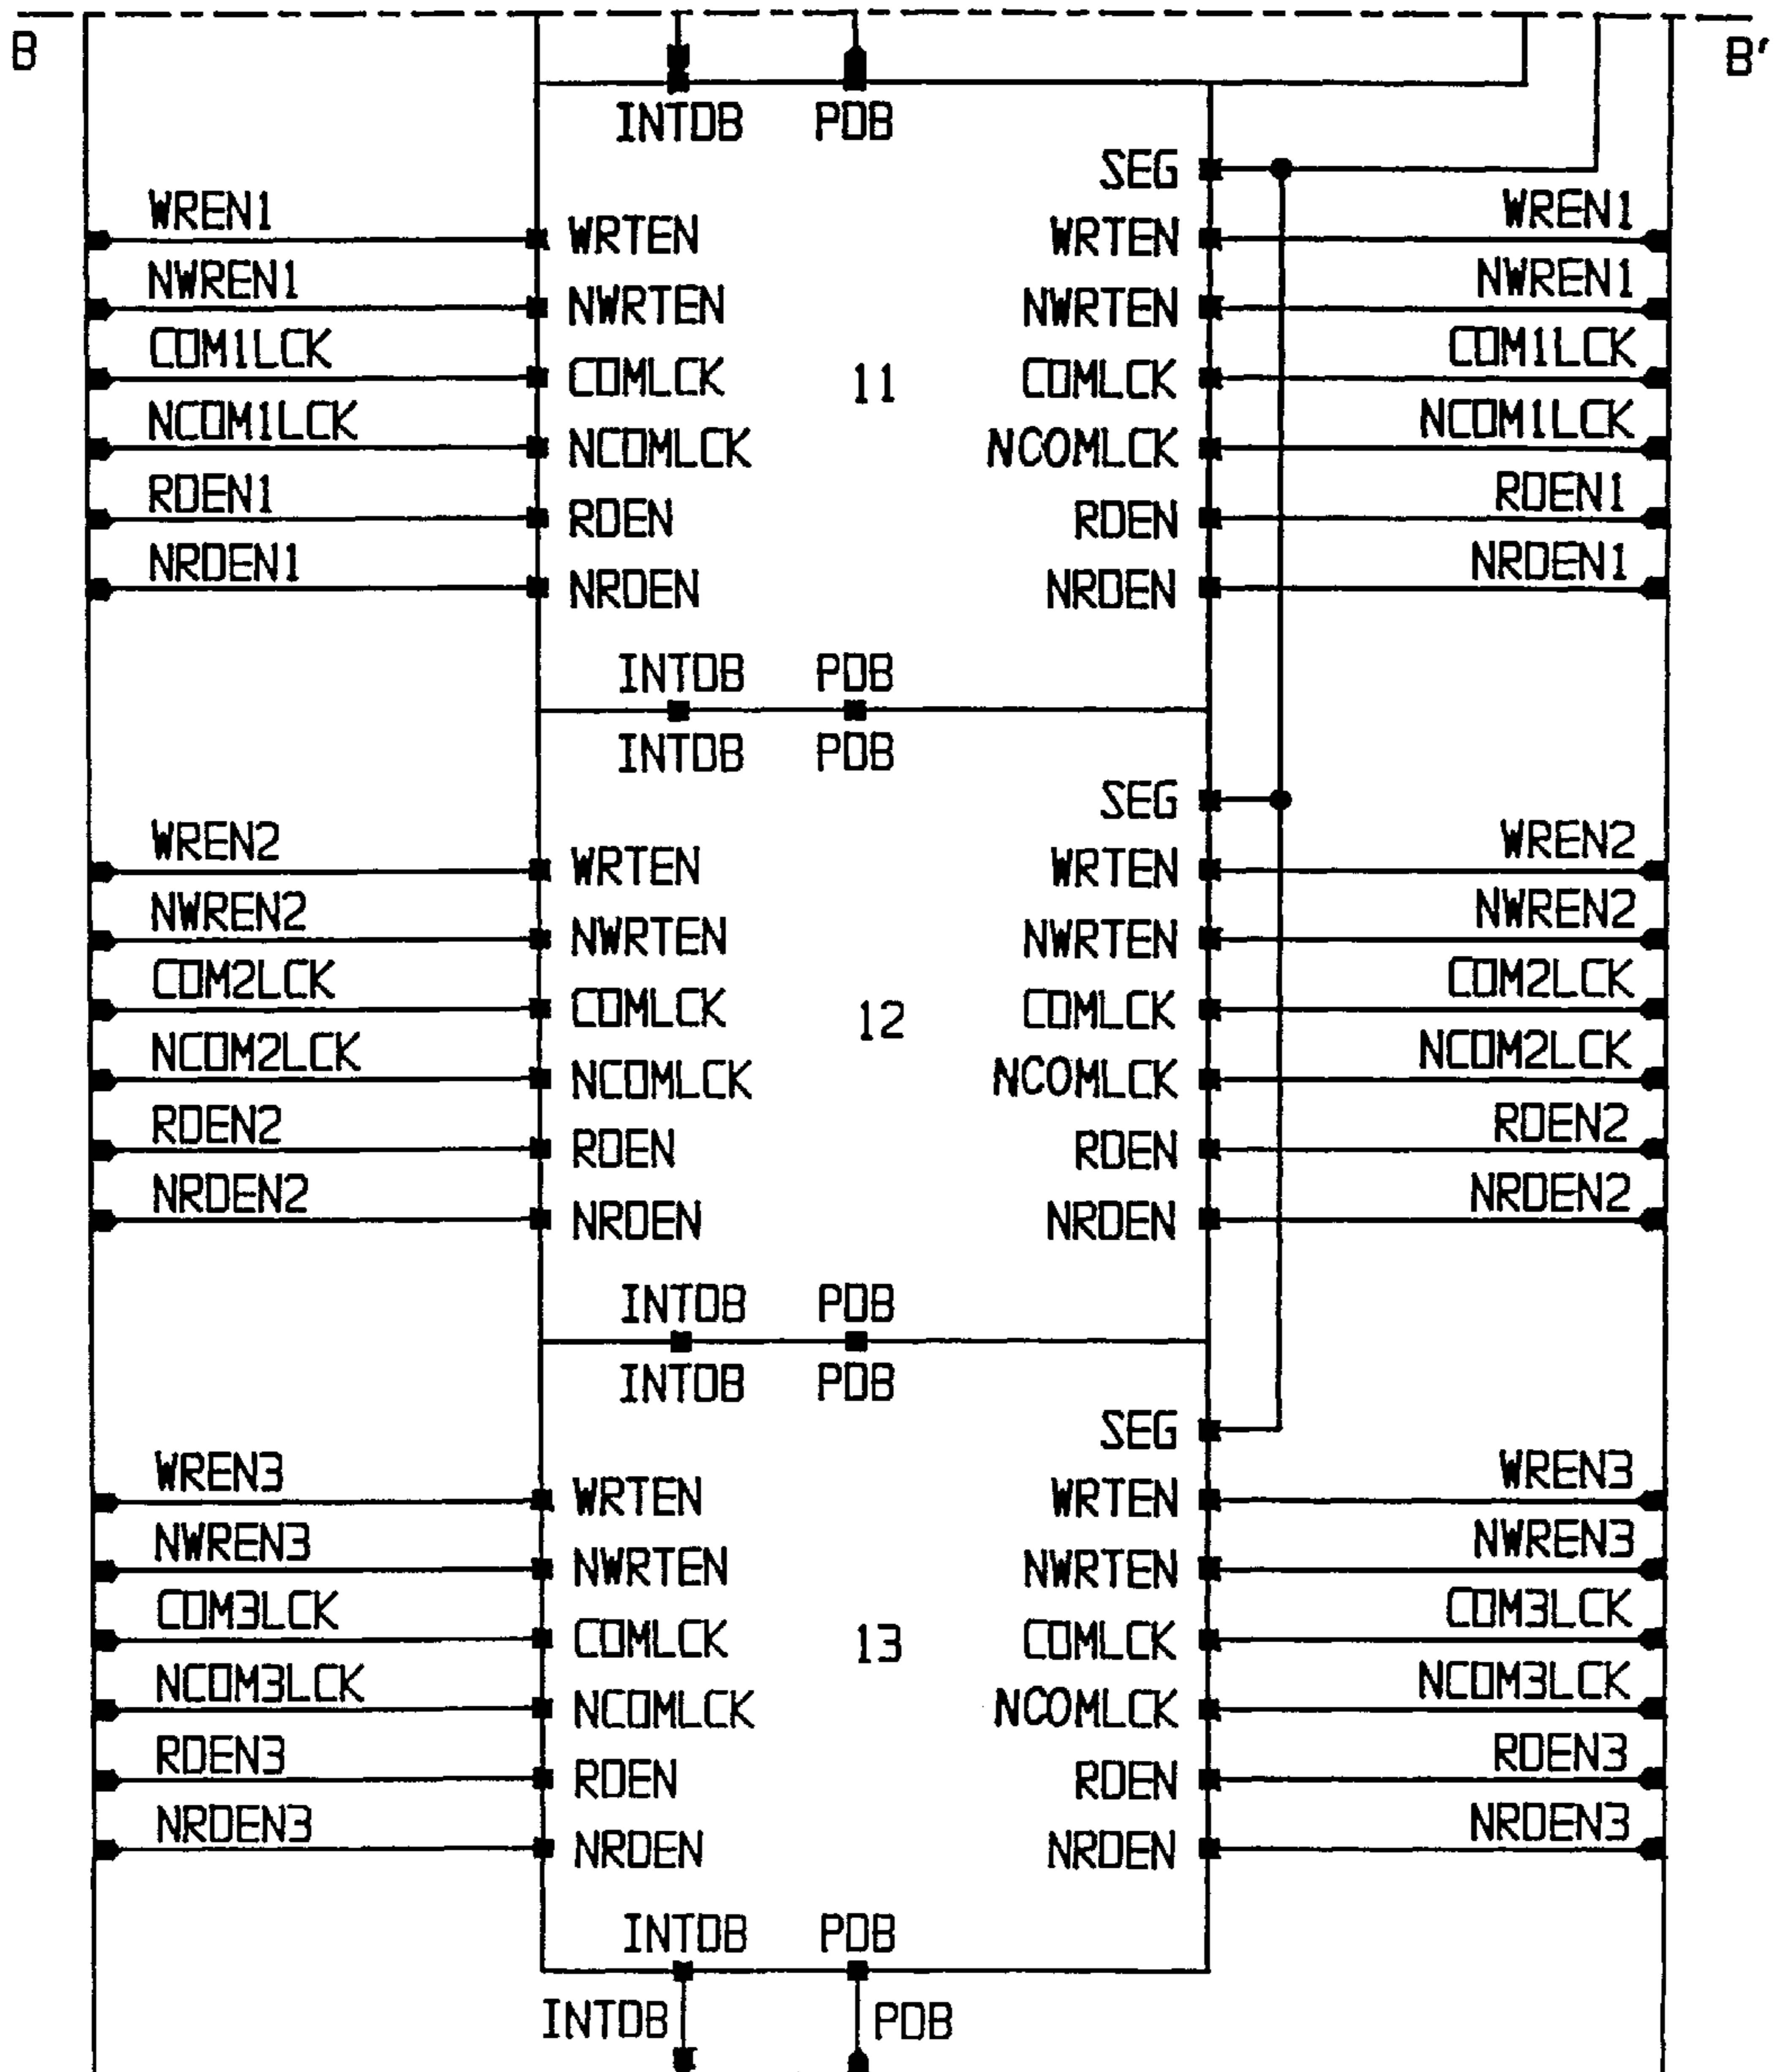 B B'
INTDB PDB
SEG
WREN1 WRTEN WRTEN WREN1
NWREN1 NWRTEN NWRTEN NWREN1
COM1LCK COMLCK 11 COMLCK COM1LCK
NCOM1LCK NCOMLCK NCOMLCK NCOM1LCK
RDEN1 RDEN RDEN RDEN1
NRDEN1 NRDEN NRDEN NRDEN1
INTDB PDB
INTDB PDB
SEG
WREN2 WRTEN WRTEN WREN2
NWREN2 NWRTEN NWRTEN NWREN2
COM2LCK COMLCK 12 COMLCK COM2LCK
NCOM2LCK NCOMLCK NCOMLCK NCOM2LCK
RDEN2 RDEN RDEN RDEN2
NRDEN2 NRDEN NRDEN NRDEN2
INTDB PDB
INTDB PDB
SEG
WREN3 WRTEN WRTEN WREN3
NWREN3 NWRTEN NWRTEN NWREN3
COM3LCK COMLCK 13 COMLCK COM3LCK
NCOM3LCK NCOMLCK NCOMLCK NCOM3LCK
RDEN3 RDEN RDEN RDEN3
NRDEN3 NRDEN NRDEN NRDEN3
INTDB PDB
INTDB PDB